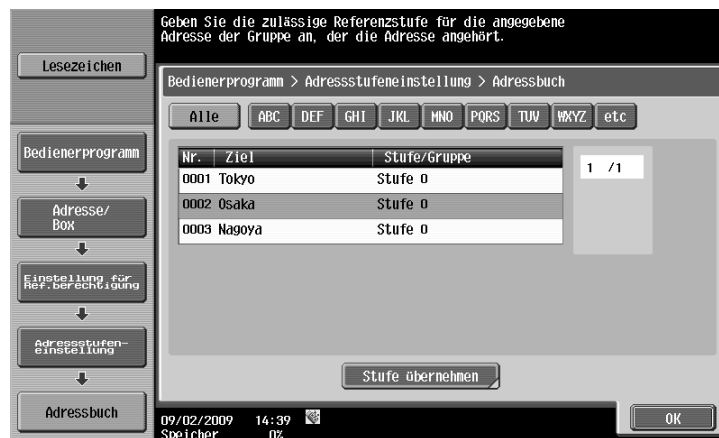 Geben Sie die zulässige Referenzstufe für die angegebene
Adresse der Gruppe an, der die Adresse angehört.
Lesezeichen
Bedienerprogramm > Adressstufeneinstellung > Adressbuch
Alle ABC DEF GHI JKL MNO PQRS TUV WXYZ etc
Bedienerprogramm
Adresse/
Box
Einstellung für
Ref.berechtigung
Adressstufen-
einstellung
Adressbuch
Nr. Ziel Stufe/Gruppe
0001 Tokyo Stufe 0
0002 Osaka Stufe 0
0003 Nagoya Stufe 0
1 /1
Stufe übernehmen
09/02/2009 14:39
Speicher 0%
OK